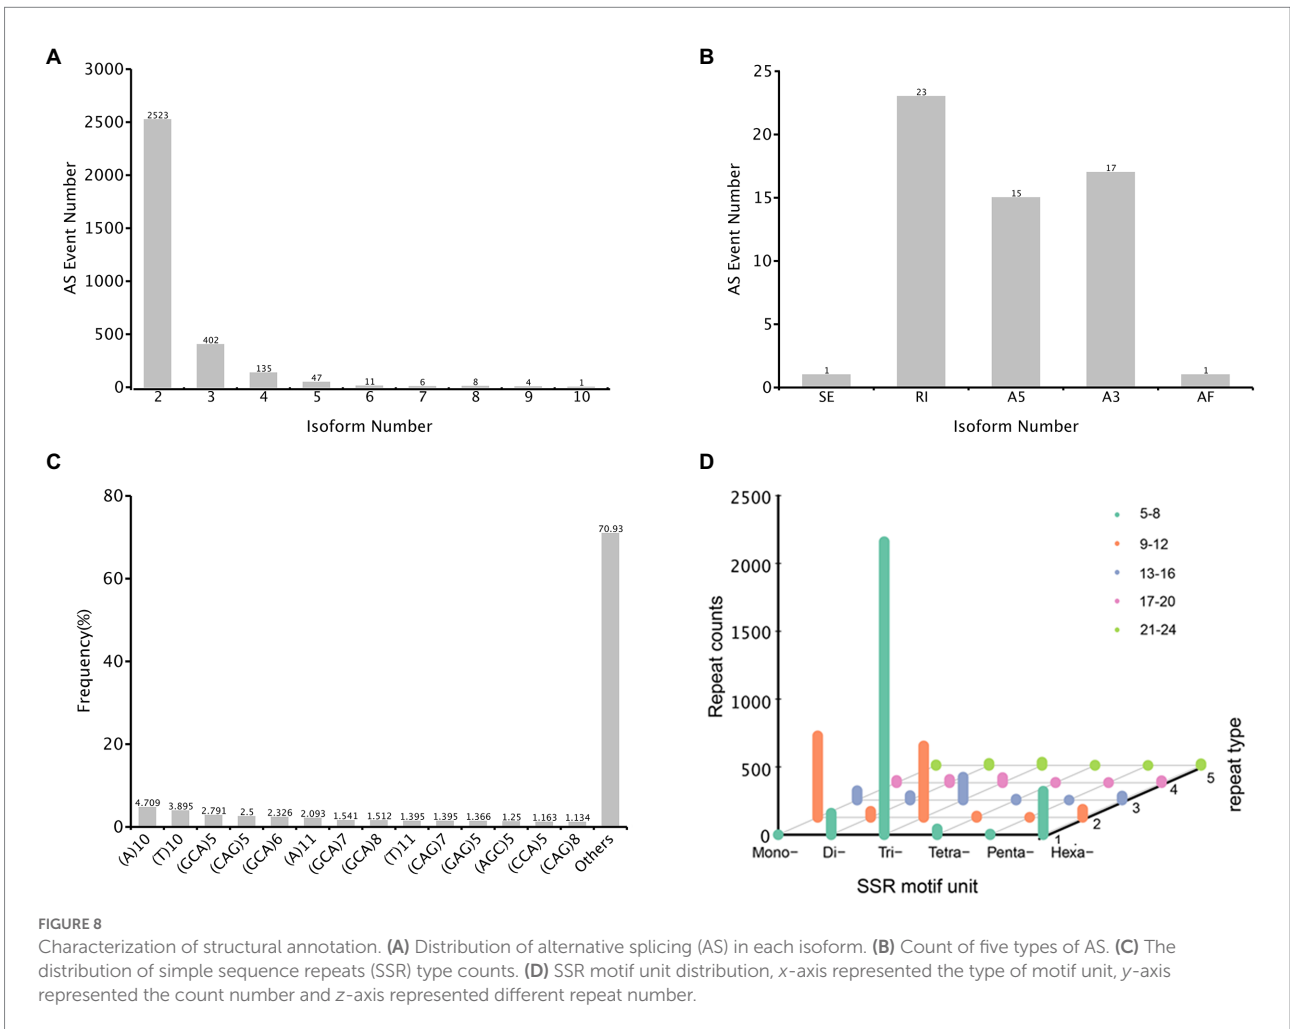 A
3000
2500
2000
1500
1000
500
0
AS Event Number
2523
402
135
47
11
6
8
4
1
2 3 4 5 6 7 8 9 10
Isoform Number
B
25
20
15
10
5
0
AS Event Number
1
23
15
17
1
SE RI A5 A3 AF
Isoform Number
C
80
60
40
20
0
Frequency(%)
4.709
3.895
2.791
2.5
2.326
2.093
1.541
1.512
1.395
1.395
1.366
1.25
1.163
1.134
70.93
(A)10
(T)10
(GCA)5
(CAG)5
(GCA)6
(A)11
(GCA)7
(GCA)8
(T)11
(CAG)7
(GAG)5
(AGC)5
(CCA)5
(CAG)8
Others
D
2500
2000
1500
1000
500
0
Repeat counts
5-8
9-12
13-16
17-20
21-24
1
2
3
4
5
repeat type
Mono– Di– Tri– Tetra– Penta– Hexa–
SSR motif unit
FIGURE 8
Characterization of structural annotation. (A) Distribution of alternative splicing (AS) in each isoform. (B) Count of five types of AS. (C) The
distribution of simple sequence repeats (SSR) type counts. (D) SSR motif unit distribution, x-axis represented the type of motif unit, y-axis
represented the count number and z-axis represented different repeat number.